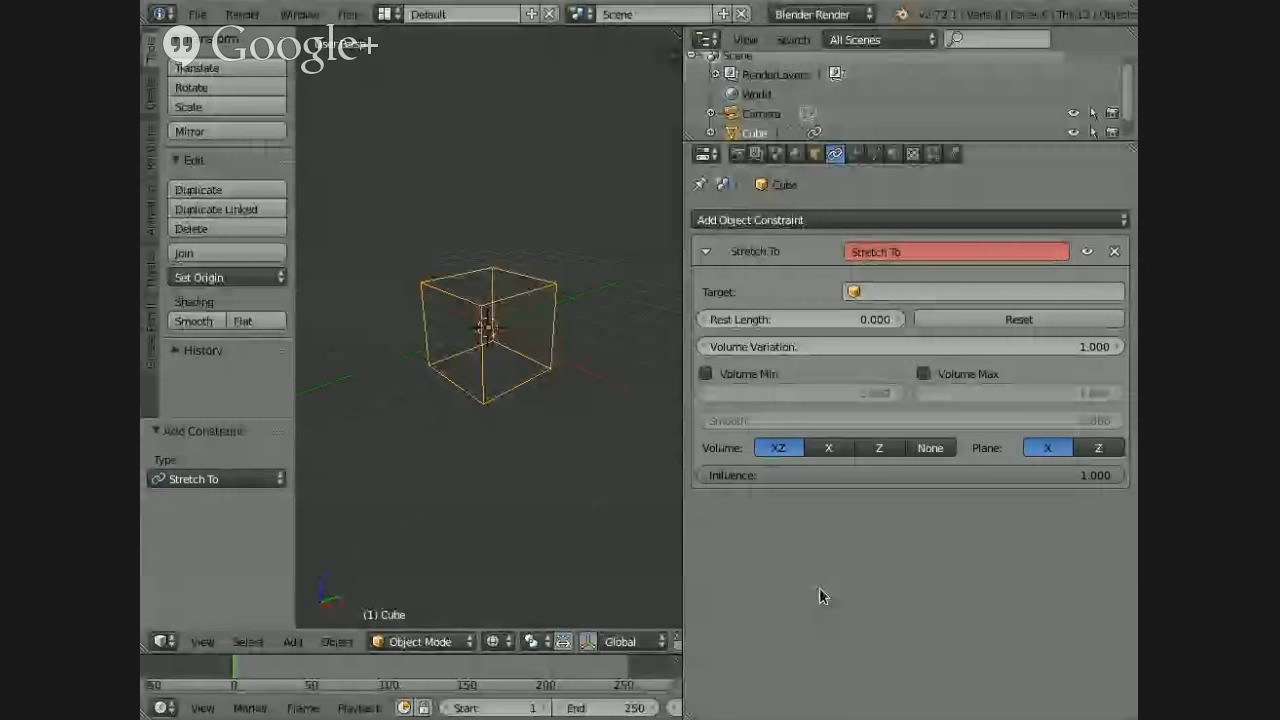 File Render Window Default Scene Blender Render
Google+
View Search All Scenes
Scene
Translate
RenderLayers
Rotate
World
Scale
Camera
Mirror
Cube
Edit
Cube
Duplicate
Duplicate Linked
Add Object Constraint
Delete
Join
Stretch To Stretch To
Set Origin
Target:
Shading
Smooth Flat
Rest Length: 0.000 Reset
History
Volume Variation: 1.000
Volume Min Volume Max
Smooth:
Add Constraint
Volume: XZ X Z None Plane: X Z
Type
Influence: 1.000
Stretch To
(1) Cube
View Select Add Object Object Mode Global
0 50 100 150 200 250
View Marker Frame Playback Start: 1 End: 250